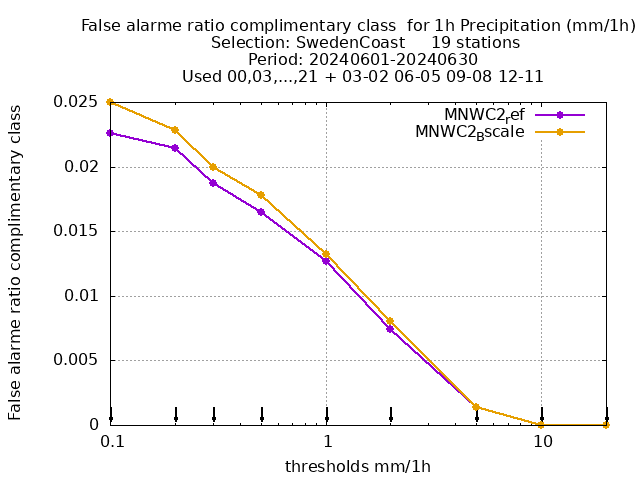 False alarme ratio complimentary class  for 1h Precipitation (mm/1h)
Selection: SwedenCoast     19 stations
Period: 20240601-20240630
Used 00,03,...,21 + 03-02 06-05 09-08 12-11
MNWC2_ref
MNWC2_Bscale
False alarme ratio complimentary class
0.025
0.02
0.015
0.01
0.005
0
0.1 1 10
thresholds mm/1h